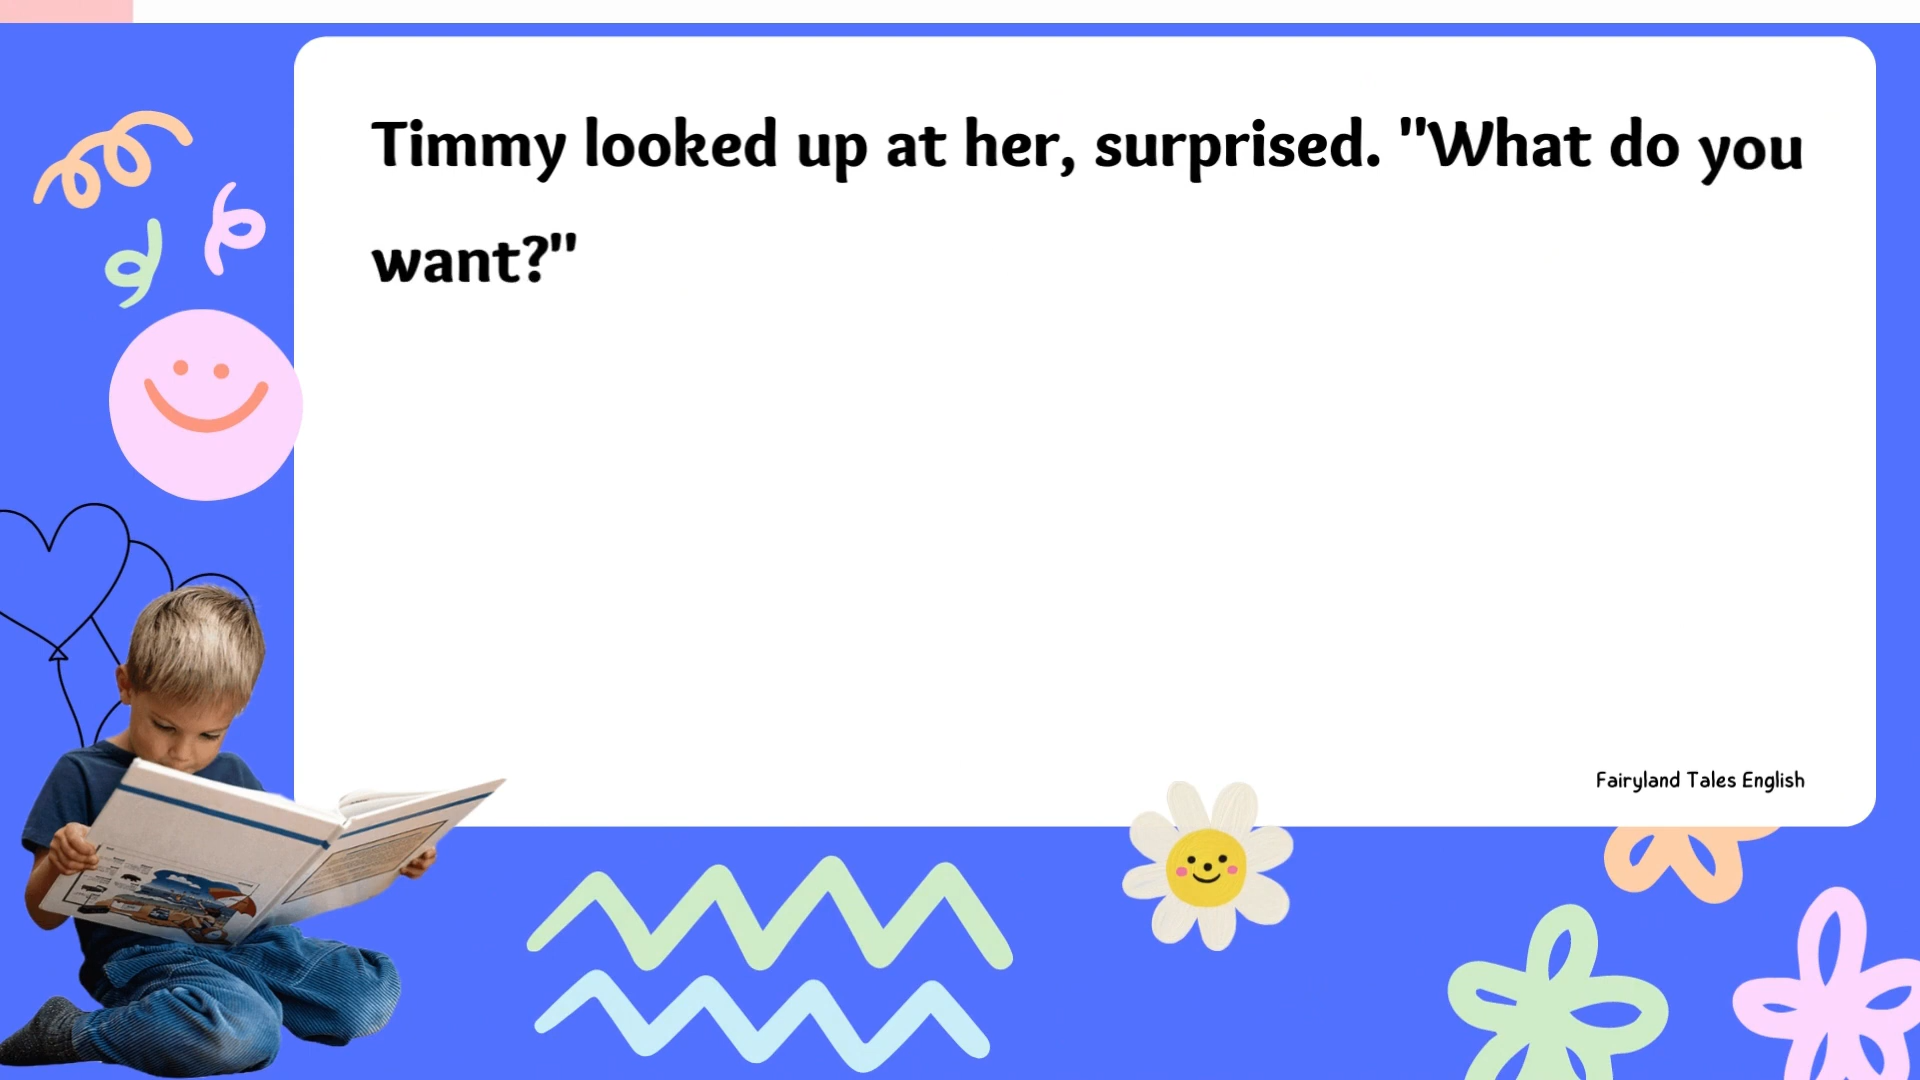 Timmy looked up at her, surprised. "What do you
want?"
Fairyland Tales English